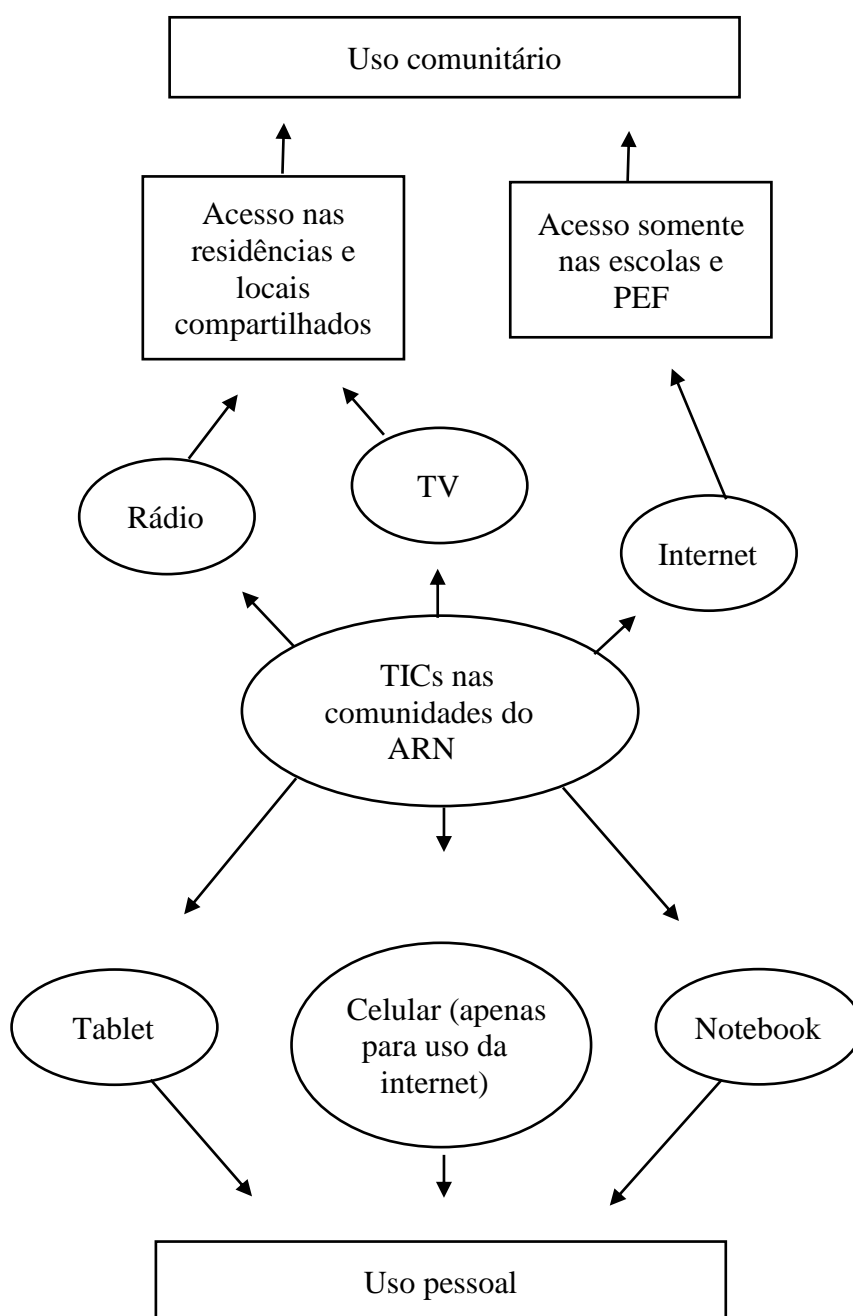 Uso comunitário
Acesso nas
residências e
locais
compartilhados
Acesso somente
nas escolas e
PEF
TV
Rádio
Internet
TICs nas
comunidades do
ARN
Tablet
Celular (apenas
para uso da
internet)
Notebook
Uso pessoal